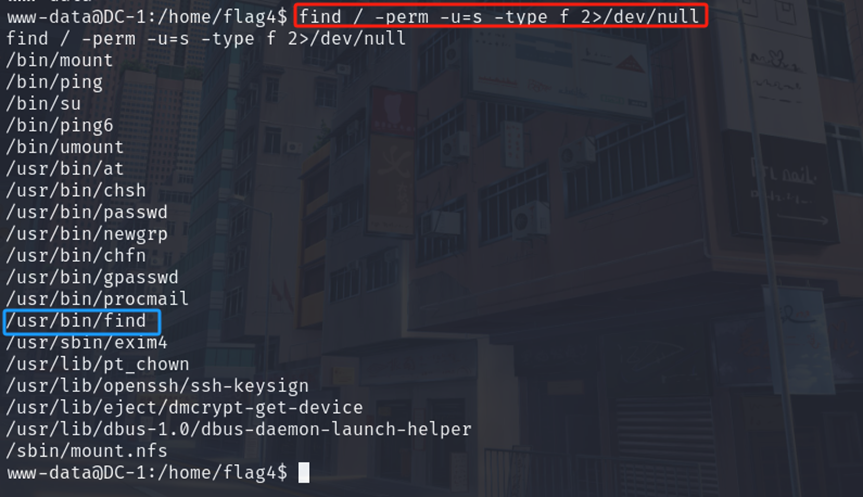 www-data@DC-1:/home/flag4$ find / -perm -u=s -type f 2>/dev/null
find / -perm -u=s -type f 2>/dev/null
/bin/mount
/bin/ping
/bin/su
/bin/ping6
/bin/umount
/usr/bin/at
/usr/bin/chsh
/usr/bin/passwd
/usr/bin/newgrp
/usr/bin/chfn
/usr/bin/gpasswd
/usr/bin/procmail
/usr/bin/find
/usr/sbin/exim4
/usr/lib/pt_chown
/usr/lib/openssh/ssh-keysign
/usr/lib/eject/dmcrypt-get-device
/usr/lib/dbus-1.0/dbus-daemon-launch-helper
/sbin/mount.nfs
www-data@DC-1:/home/flag4$